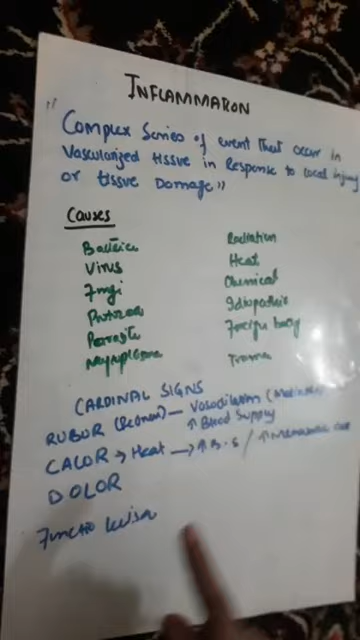 INFLAMMATION
"Complex Series of event that occur in
Vascularized tissue in Response to local injury
or tissue Damage"
Causes
Bacteria
Virus
Fungi
Protozoa
Parasite
Mycoplasma
Radiation
Heat
Chemical
Idiopathic
Foreign body
Trauma
CARDINAL SIGNS
RUBOR (Redness) — Vasodilation
↑ Blood Supply
CALOR → Heat → ↑ B.S /
DOLOR
Functio